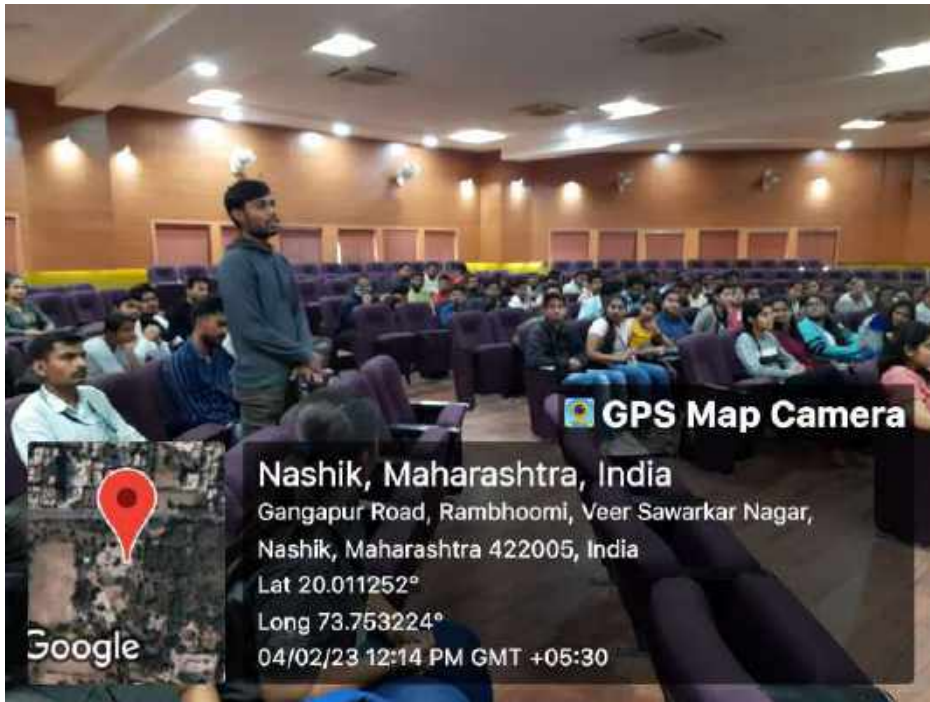 GPS Map Camera
Nashik, Maharashtra, India
Gangapur Road, Rambhoomi, Veer Sawarkar Nagar,
Nashik, Maharashtra 422005, India
Lat 20.011252°
Long 73.753224°
04/02/23 12:14 PM GMT +05:30
Google